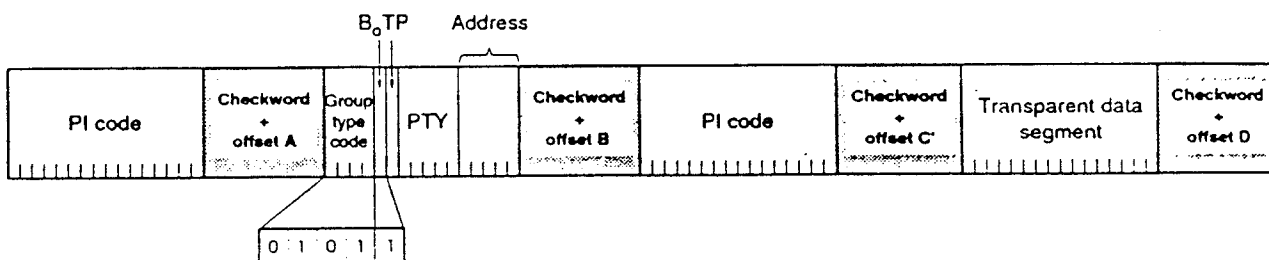 B₀TP Address
PI code
Checkword
+
offset A
Group
type
code
PTY
Checkword
+
offset B
PI code
Checkword
+
offset C'
Transparent data
segment
Checkword
+
offset D
0 1 0 1 1